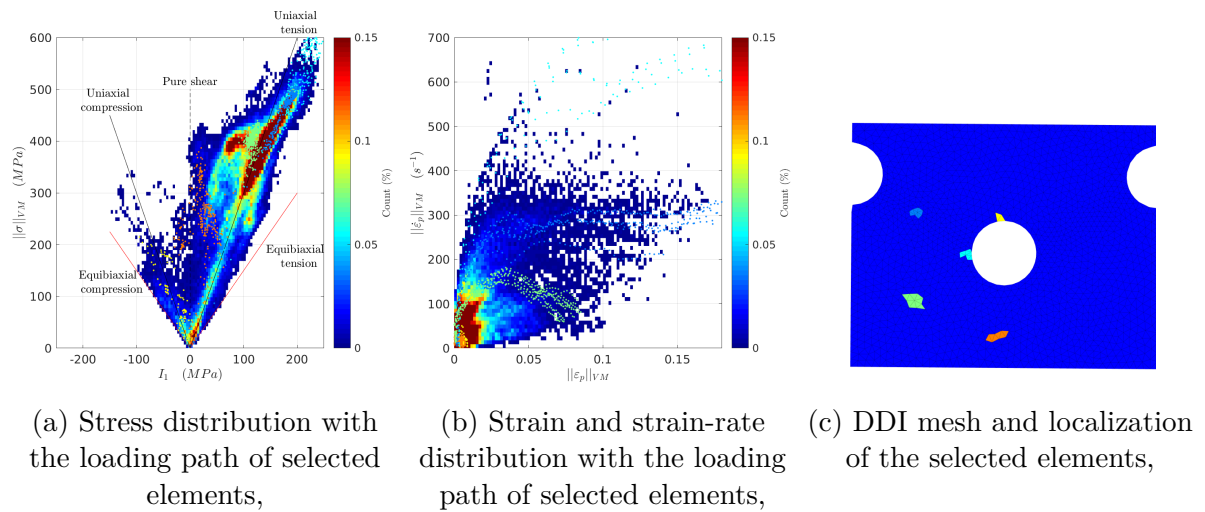 Uniaxial
tension
600
500
400
300
200
100
0
||σ||_{VM} (MPa)
-200
-100
0
100
200
I_1 (MPa)
Pure shear
Uniaxial
compression
Equibiaxial
compression
Equibiaxial
tension
0.15
0.1
0.05
0
Count (%)
700
600
500
400
300
200
100
0
||ε̇_p||_{VM} (s^{-1})
0
0.05
0.1
0.15
||ε_p||_{VM}
0.15
0.1
0.05
0
Count (%)
(a) Stress distribution with
the loading path of selected
elements,
(b) Strain and strain-rate
distribution with the loading
path of selected elements,
(c) DDI mesh and localization
of the selected elements,